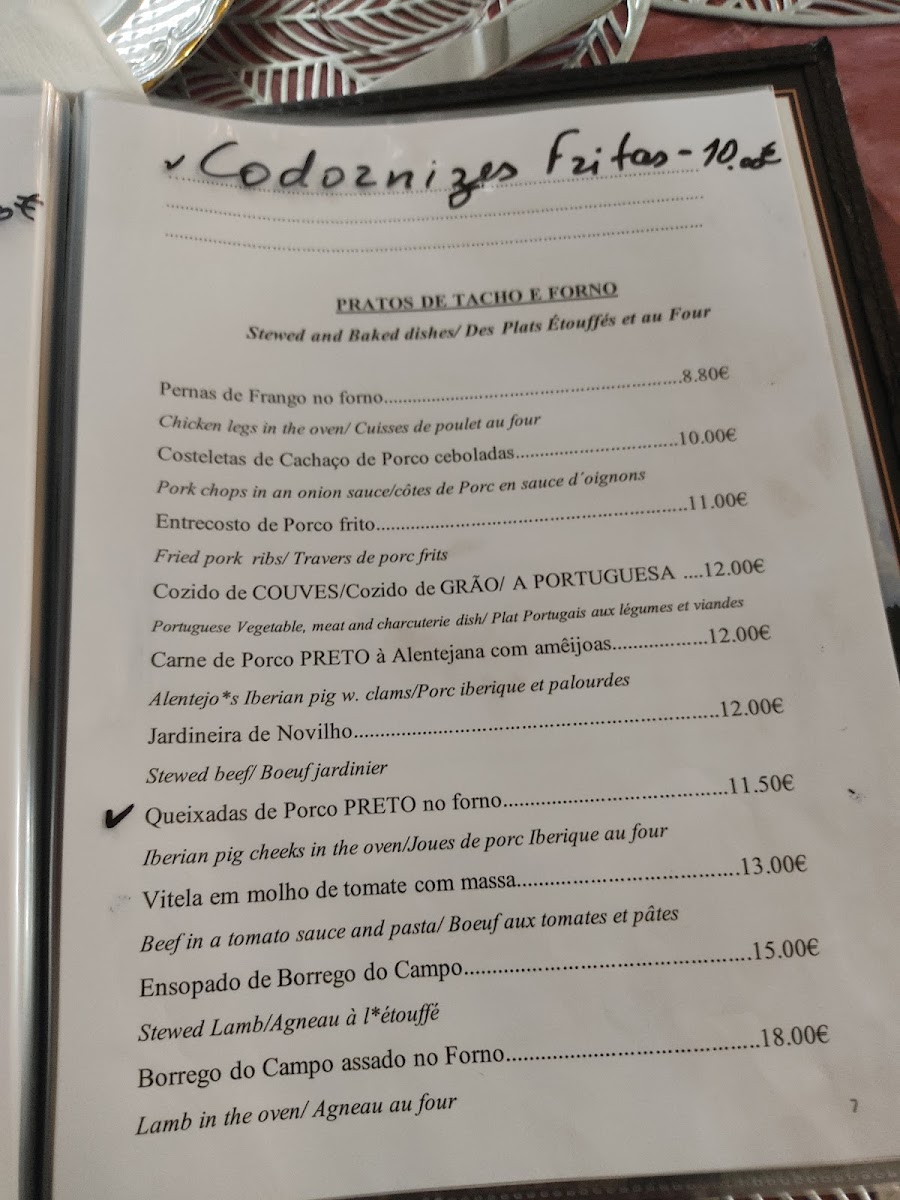 ✓ Codornizes Fritas - 10.00€
PRATOS DE TACHO E FORNO
Stewed and Baked dishes/ Des Plats Étouffés et au Four
Pernas de Frango no forno.....................................................8.80€
Chicken legs in the oven/ Cuisses de poulet au four
Costeletas de Cachaço de Porco ceboladas.............................10.00€
Pork chops in an onion sauce/côtes de Porc en sauce d´oignons
Entrecosto de Porco frito.......................................................11.00€
Fried pork ribs/ Travers de porc frits
Cozido de COUVES/Cozido de GRÃO/ A PORTUGUESA ....12.00€
Portuguese Vegetable, meat and charcuterie dish/ Plat Portugais aux légumes et viandes
Carne de Porco PRETO à Alentejana com amêijoas.................12.00€
Alentejo*s Iberian pig w. clams/Porc iberique et palourdes
Jardineira de Novilho.............................................................12.00€
Stewed beef/ Boeuf jardinier
✔ Queixadas de Porco PRETO no forno.....................................11.50€
Iberian pig cheeks in the oven/Joues de porc Iberique au four
Vitela em molho de tomate com massa.....................................13.00€
Beef in a tomato sauce and pasta/ Boeuf aux tomates et pâtes
Ensopado de Borrego do Campo..............................................15.00€
Stewed Lamb/Agneau à l*étouffé
Borrego do Campo assado no Forno.........................................18.00€
Lamb in the oven/ Agneau au four
7